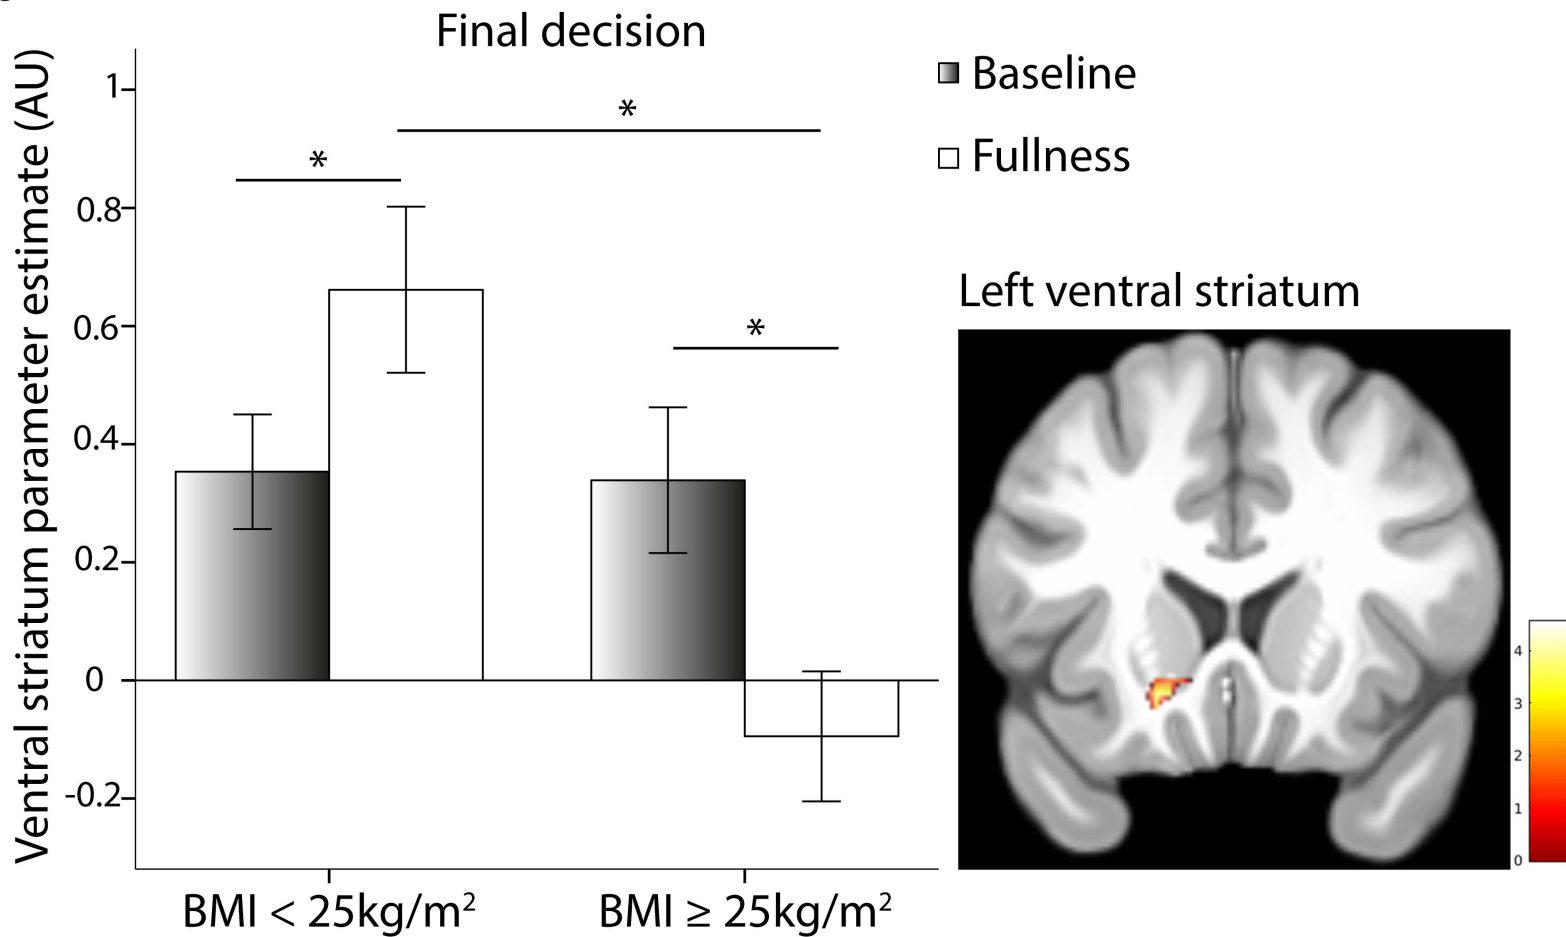 Final decision
Baseline
Fullness
Ventral striatum parameter estimate (AU)
1
0.8
0.6
0.4
0.2
0
-0.2
*
*
*
BMI < 25kg/m²
BMI ≥ 25kg/m²
Left ventral striatum
4
3
2
1
0